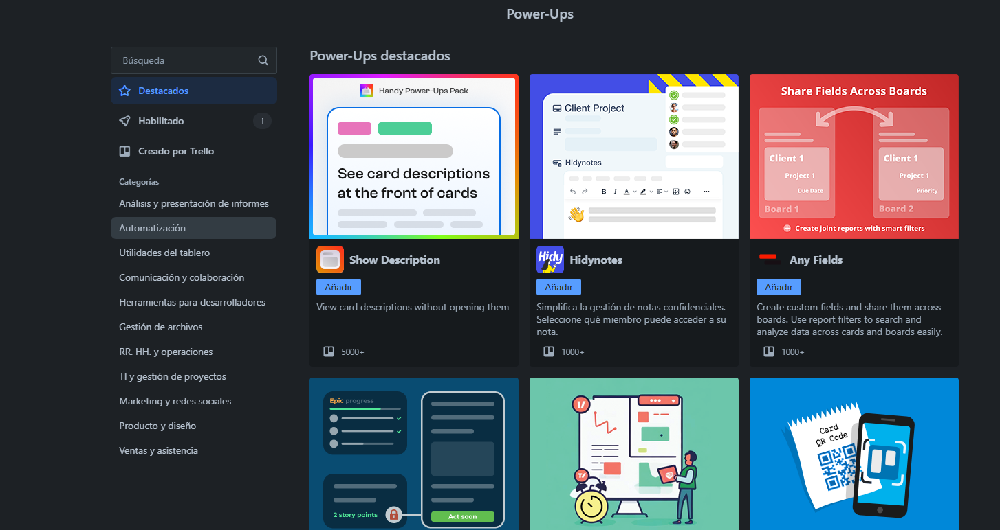 Power-Ups
Búsqueda
Destacados
Habilitado
1
Creado por Trello
Categorías
Análisis y presentación de informes
Automatización
Utilidades del tablero
Comunicación y colaboración
Herramientas para desarrolladores
Gestión de archivos
RR. HH. y operaciones
TI y gestión de proyectos
Marketing y redes sociales
Producto y diseño
Ventas y asistencia
Power-Ups destacados
Handy Power-Ups Pack
See card descriptions
at the front of cards
Show Description
Añadir
View card descriptions without opening them
5000+
Client Project
Hidynotes
B I A
Hidy
Hidynotes
Añadir
Simplifica la gestión de notas confidenciales.
Seleccione qué miembro puede acceder a su
nota.
1000+
Share Fields Across Boards
Client 1
Project 1
Due Date
Board 1
Client 1
Project 1
Priority
Board 2
Create joint reports with smart filters
Any Fields
Añadir
Create custom fields and share them across
boards. Use report filters to search and
analyze data across cards and boards easily.
1000+
Epic progress
2 story points
Act soon
Card
QR Code